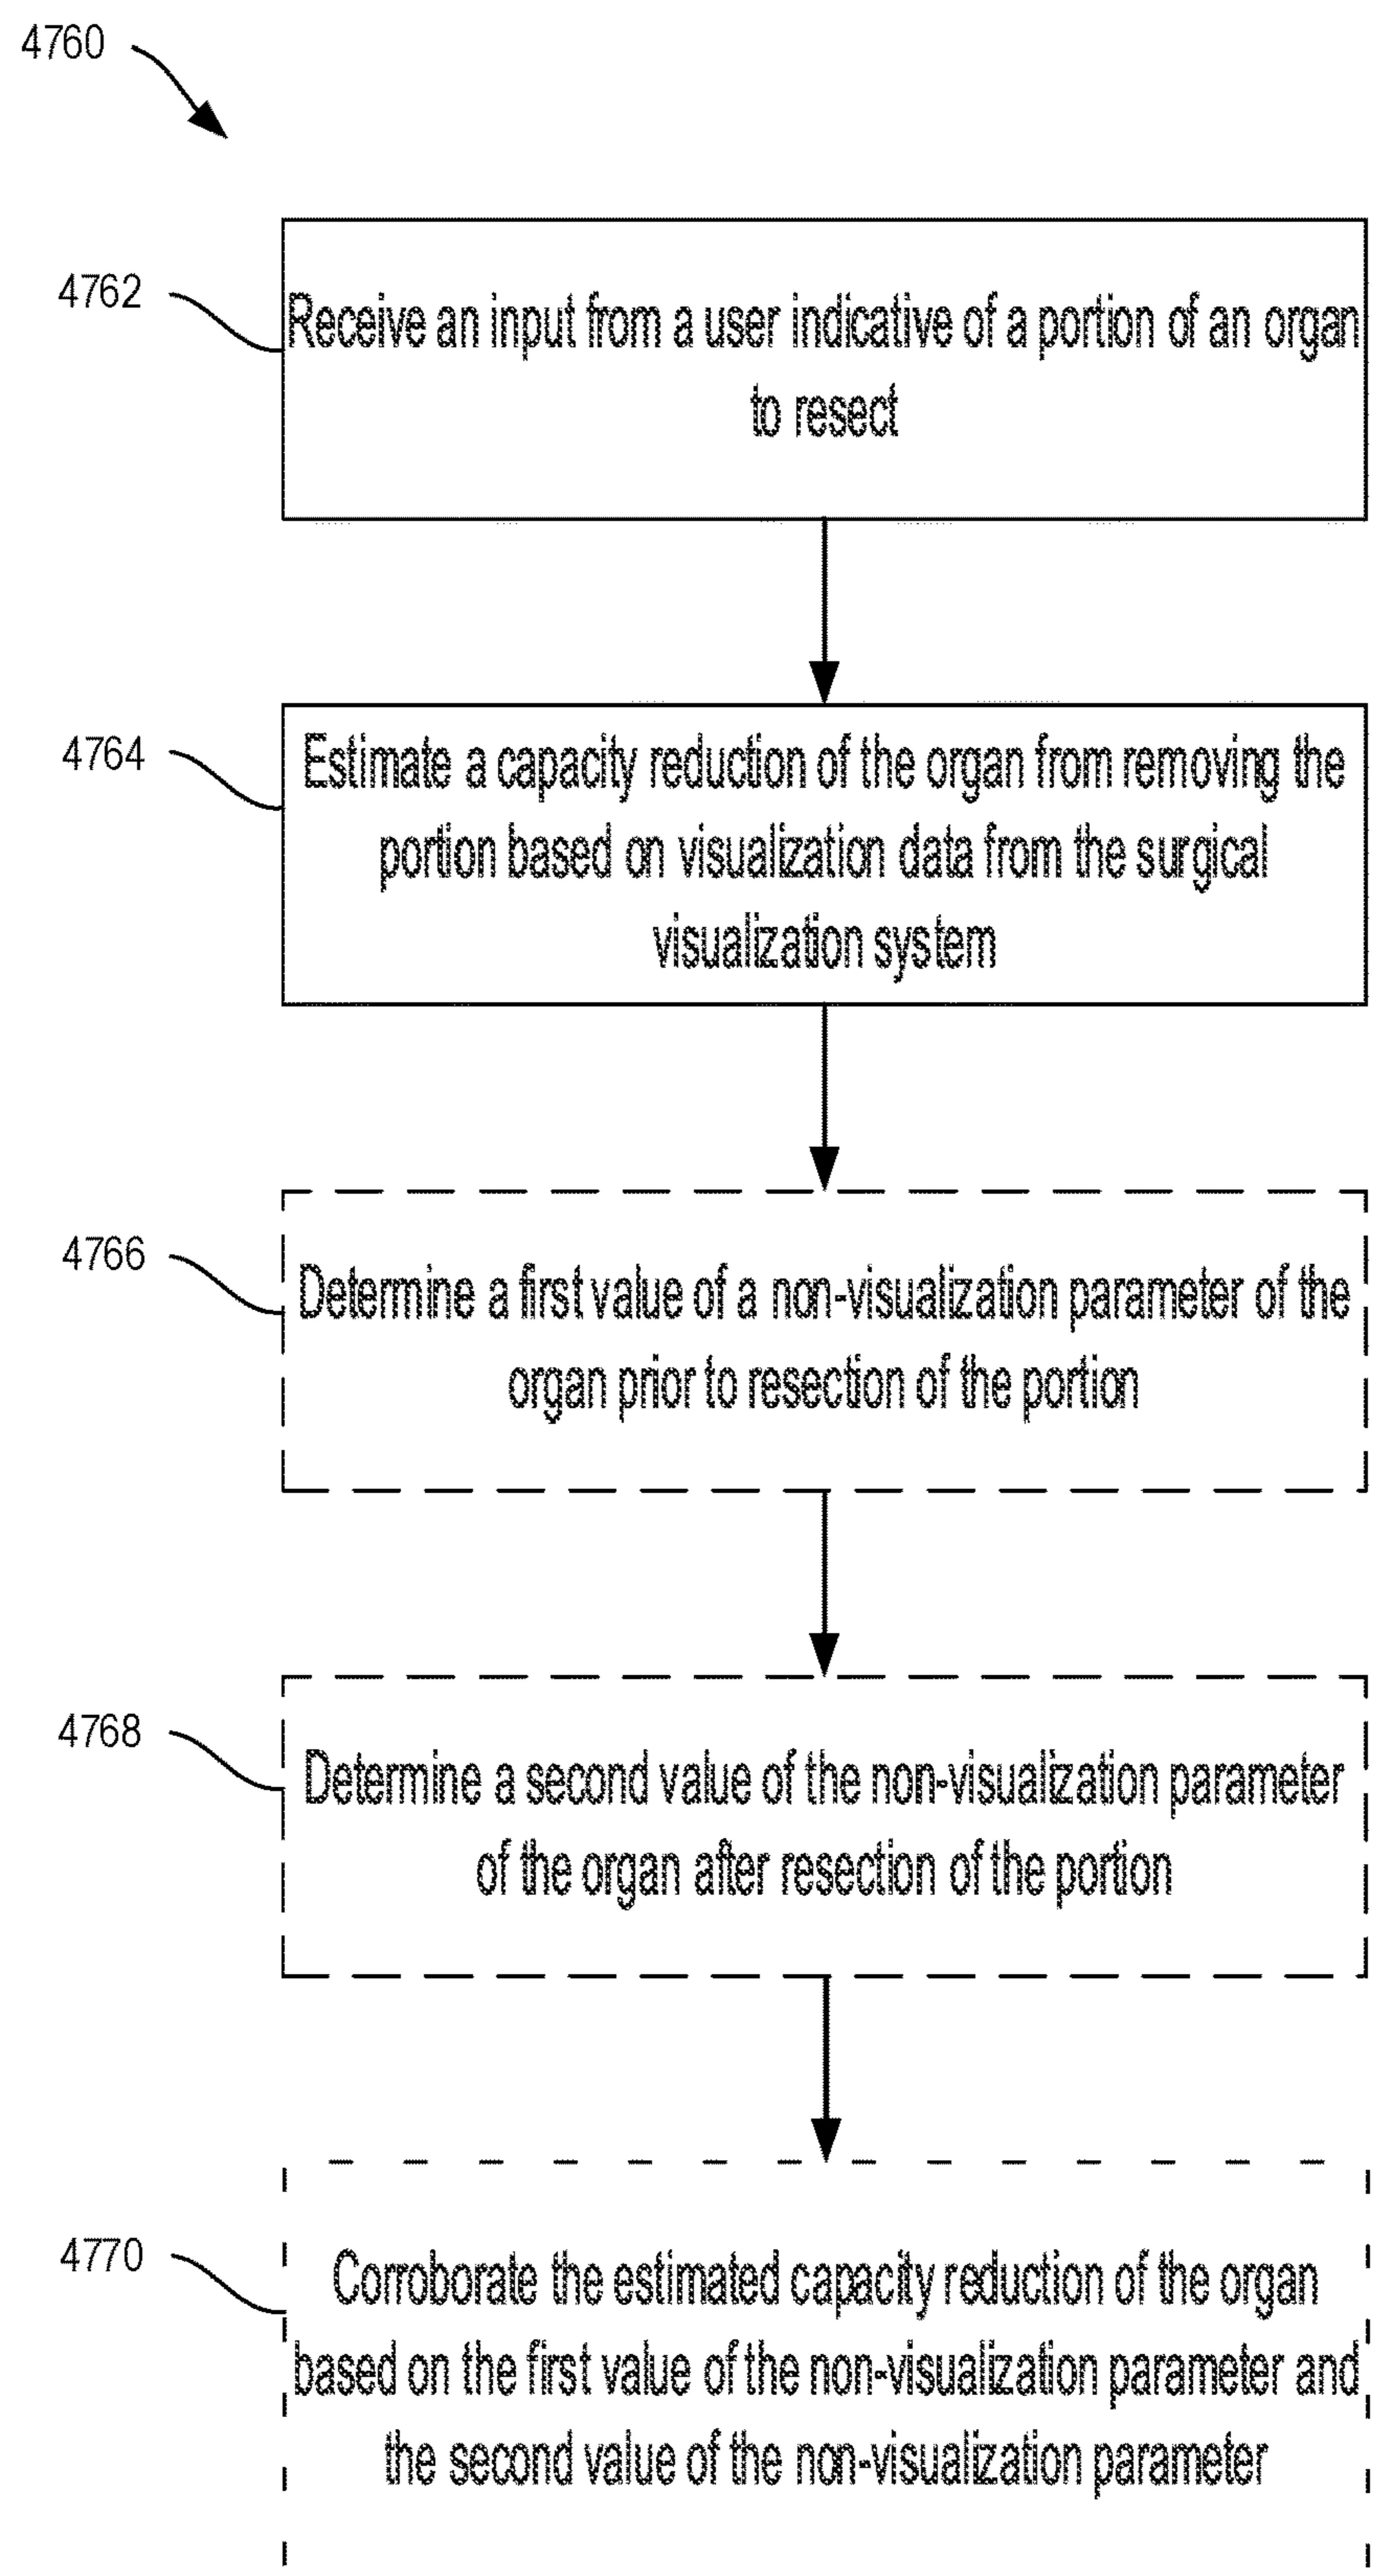 4760
4762
Receive an input from a user indicative of a portion of an organ
to resect
4764
Estimate a capacity reduction of the organ from removing the
portion based on visualization data from the surgical
visualization system
4766
Determine a first value of a non-visualization parameter of the
organ prior to resection of the portion
4768
Determine a second value of the non-visualization parameter
of the organ after resection of the portion
4770
Corroborate the estimated capacity reduction of the organ
based on the first value of the non-visualization parameter and
the second value of the non-visualization parameter